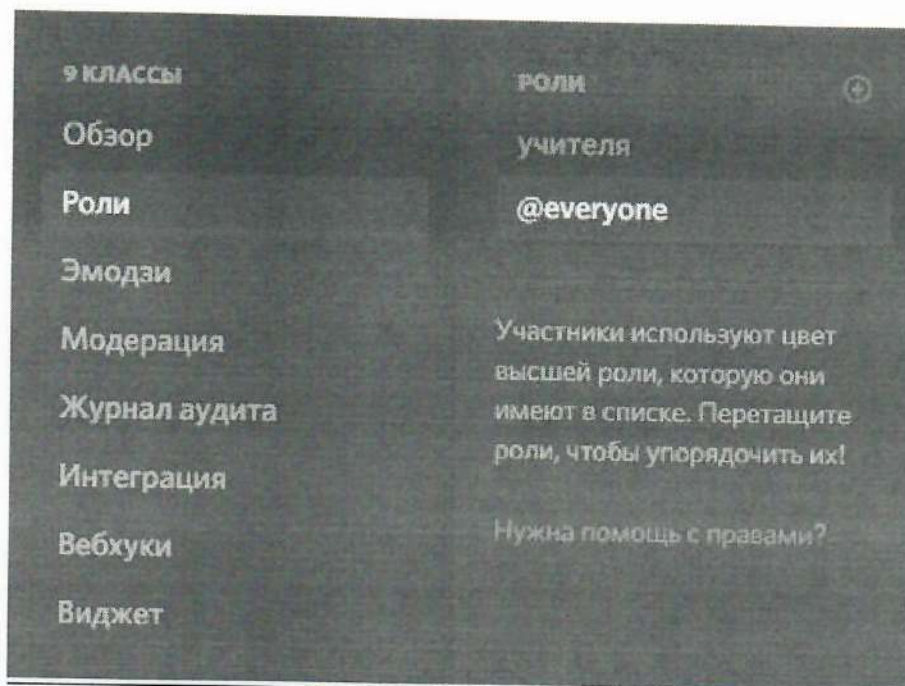 9 КЛАССЫ
Обзор
Роли
Эмодзи
Модерация
Журнал аудита
Интеграция
Вебхуки
Виджет
РОЛИ
учителя
@everyone
Участники используют цвет
высшей роли, которую они
имеют в списке. Перетащите
роли, чтобы упорядочить их!
Нужна помощь с правами?